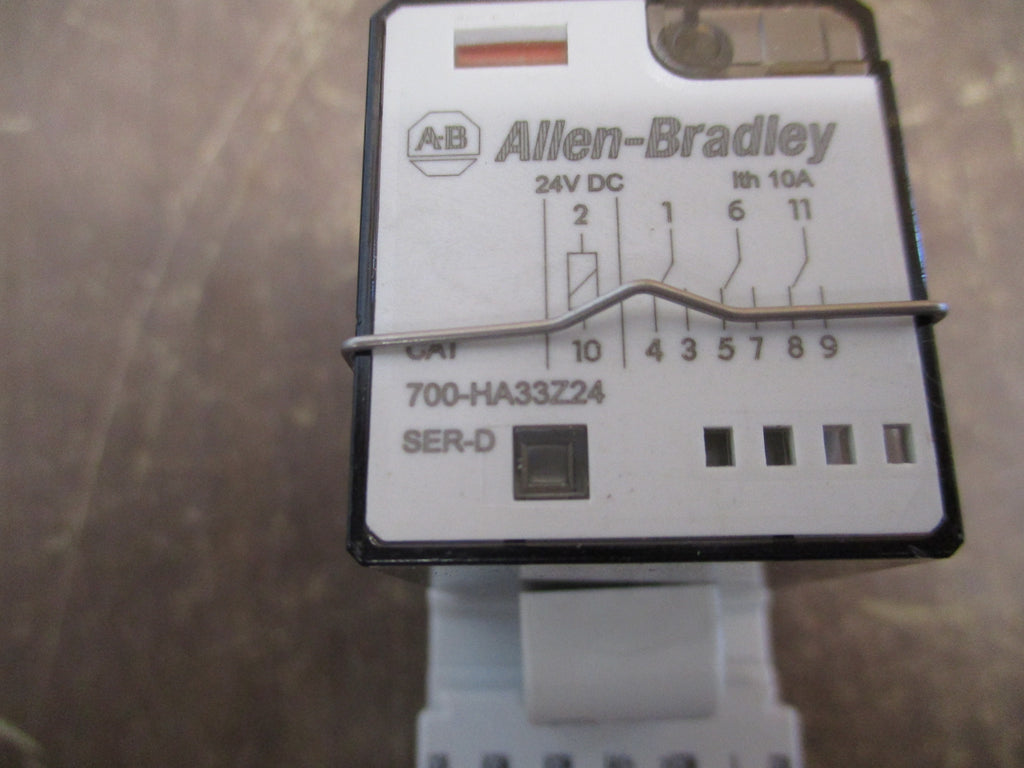 A-B Allen-Bradley
24V DC Ith 10A
2 1 6 11
CAT 10 4 3 5 7 8 9
700-HA33Z24
SER-D